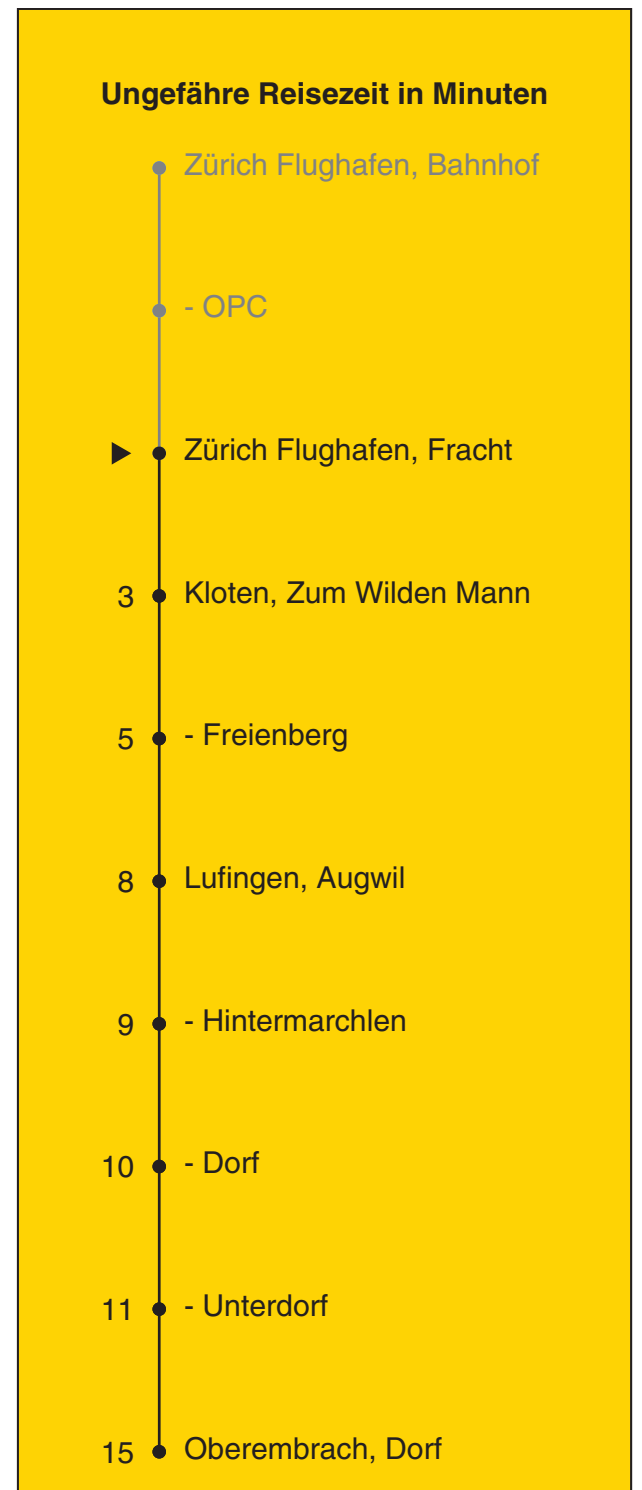 Ungefähre Reisezeit in Minuten
Zürich Flughafen, Bahnhof
- OPC
Zürich Flughafen, Fracht
3 Kloten, Zum Wilden Mann
5 - Freienberg
8 Lufingen, Augwil
9 - Hintermarchlen
10 - Dorf
11 - Unterdorf
15 Oberembrach, Dorf